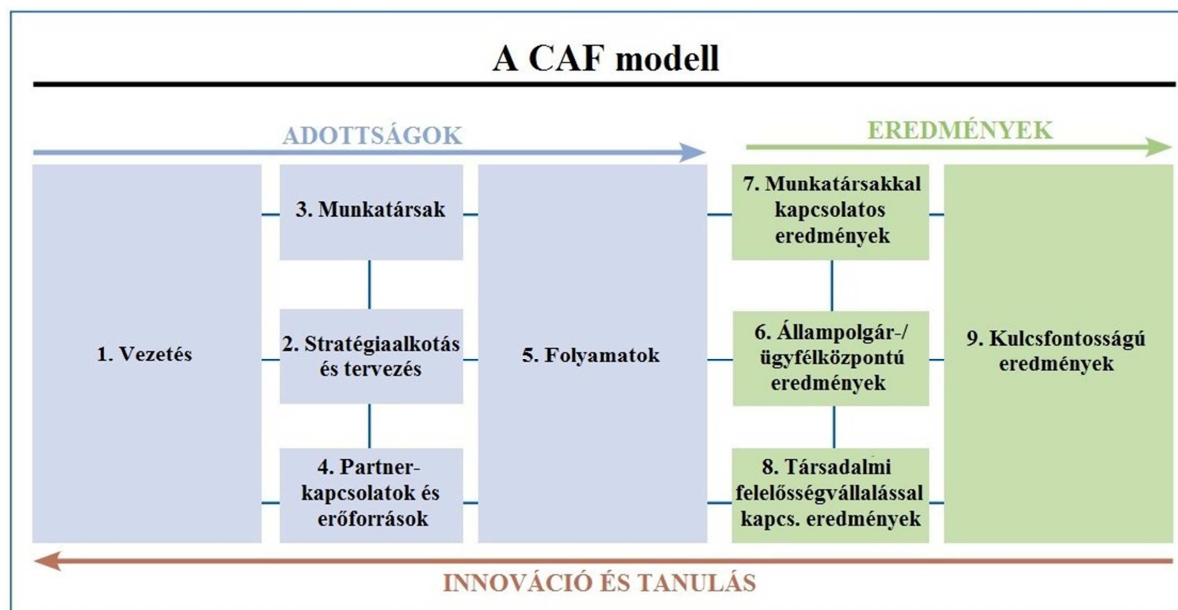 A CAF modell
ADOTTSÁGOK
EREDMÉNYEK
1. Vezetés
3. Munkatársak
2. Stratégiaalkotás
és tervezés
4. Partner-
kapcsolatok és
erőforrások
5. Folyamatok
7. Munkatársakkal
kapcsolatos
eredmények
6. Állampolgár-/
ügyfélközpontú
eredmények
8. Társadalmi
felelősségvállalással
kapcs. eredmények
9. Kulcsfontosságú
eredmények
INNOVÁCIÓ ÉS TANULÁS